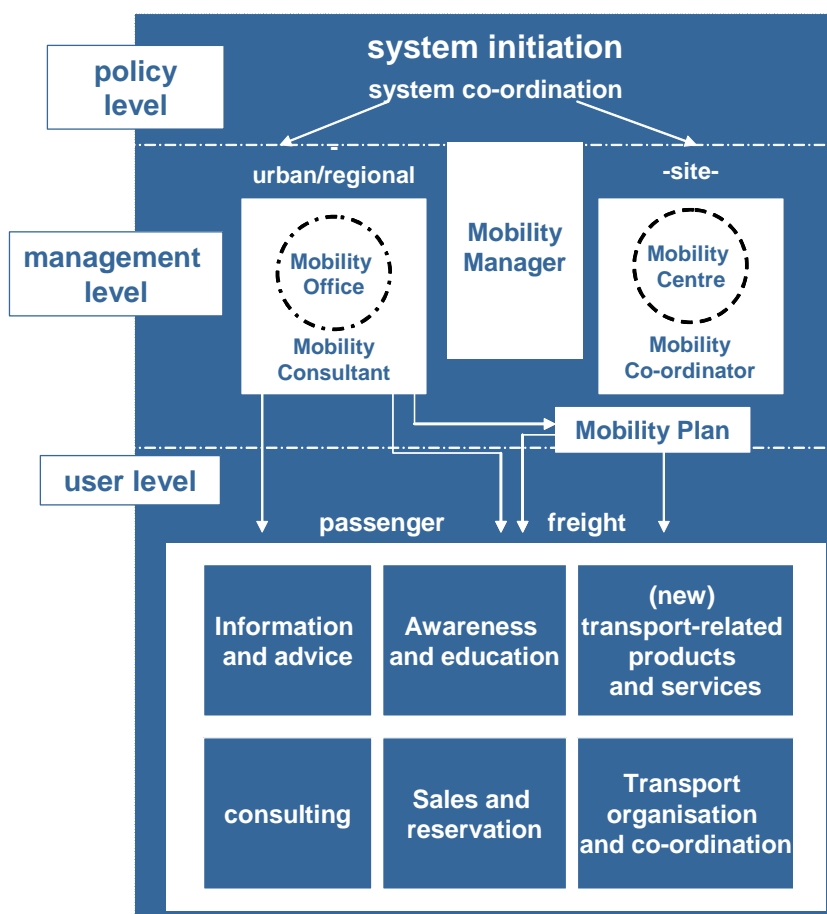 system initiation
policy
level
system co-ordination
-
urban/regional
-site-
Mobility
Manager
management
level
Mobility
Office
Mobility
Consultant
Mobility
Centre
Mobility
Co-ordinator
Mobility Plan
user level
passenger
freight
Information
and advice
Awareness
and education
(new)
transport-related
products
and services
consulting
Sales and
reservation
Transport
organisation
and co-ordination